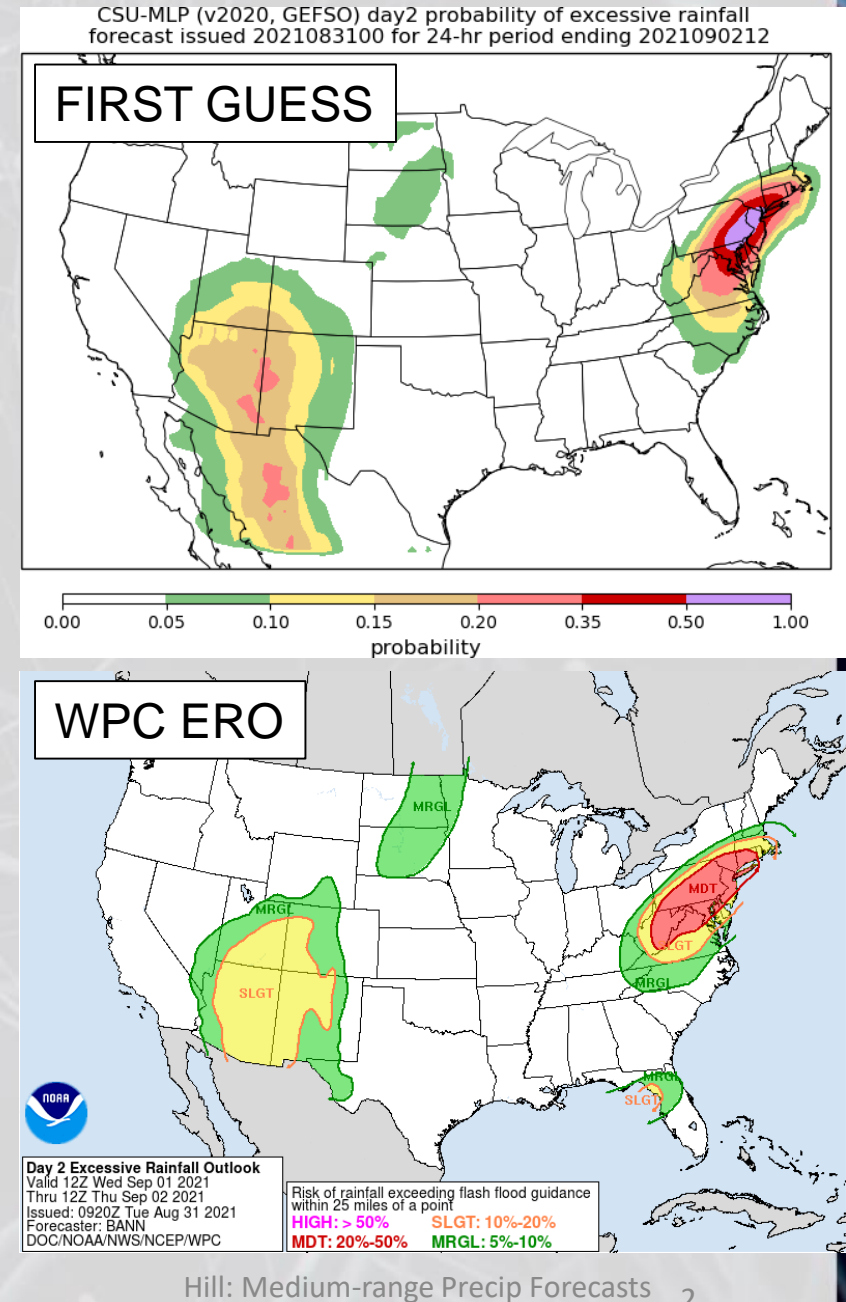 CSU-MLP (v2020, GEFSO) day2 probability of excessive rainfall
forecast issued 2021083100 for 24-hr period ending 2021090212
FIRST GUESS
0.00 0.05 0.10 0.15 0.20 0.35 0.50 1.00
probability
WPC ERO
MRGL
MDT
MRGL
SLGT
SLGT
MRGL
MRGL
SLGT
NOAA
Day 2 Excessive Rainfall Outlook
Valid 12Z Wed Sep 01 2021
Thru 12Z Thu Sep 02 2021
Issued: 0920Z Tue Aug 31 2021
Forecaster: BANN
DOC/NOAA/NWS/NCEP/WPC
Risk of rainfall exceeding flash flood guidance
within 25 miles of a point
HIGH: > 50% SLGT: 10%-20%
MDT: 20%-50% MRGL: 5%-10%
Hill: Medium-range Precip Forecasts 2